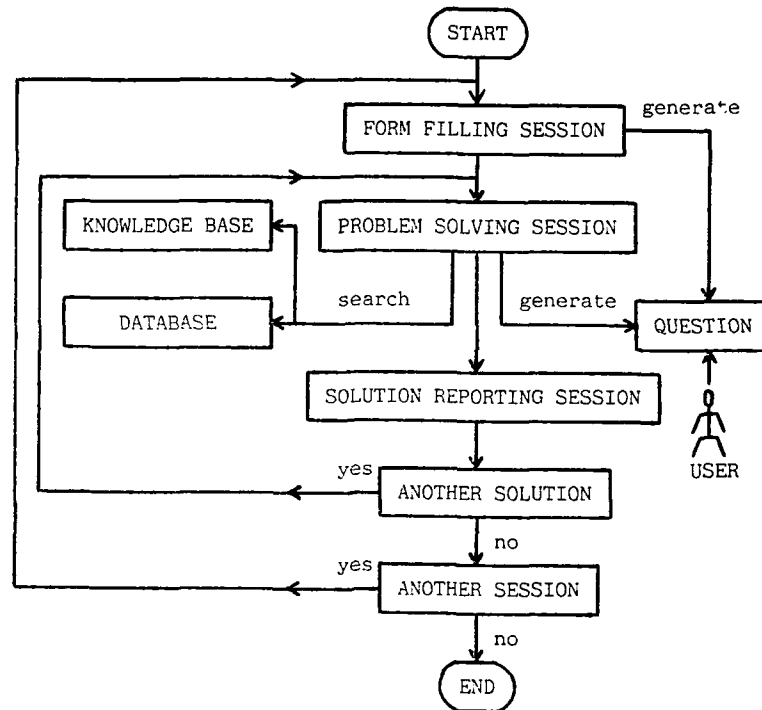 START
generate
FORM FILLING SESSION
KNOWLEDGE BASE
PROBLEM SOLVING SESSION
search
generate
DATABASE
QUESTION
SOLUTION REPORTING SESSION
USER
yes
ANOTHER SOLUTION
no
yes
ANOTHER SESSION
no
END